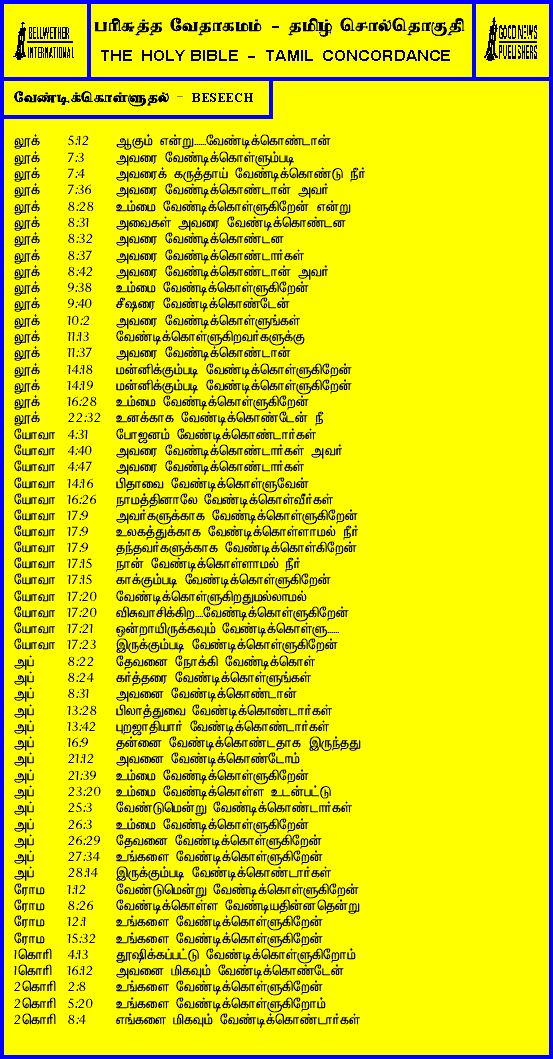 BELLWETHER
INTERNATIONAL
பரிசுத்த வேதாகமம் - தமிழ் சொல்தொகுதி
THE HOLY BIBLE - TAMIL CONCORDANCE
GOOD NEWS
PUBLISHERS
வேண்டிக்கொள்ளுதல் - BESEECH
லூக் 5:12 ஆகும் என்று.....வேண்டிக்கொண்டான்
லூக் 7:3 அவரை வேண்டிக்கொள்ளும்படி
லூக் 7:4 அவரைக் கருத்தாய் வேண்டிக்கொண்டு நீர்
லூக் 7:36 அவரை வேண்டிக்கொண்டான் அவர்
லூக் 8:28 உம்மை வேண்டிக்கொள்ளுகிறேன் என்று
லூக் 8:31 அவைகள் அவரை வேண்டிக்கொண்டன
லூக் 8:32 அவரை வேண்டிக்கொண்டன
லூக் 8:37 அவரை வேண்டிக்கொண்டார்கள்
லூக் 8:42 அவரை வேண்டிக்கொண்டான் அவர்
லூக் 9:38 உம்மை வேண்டிக்கொள்ளுகிறேன்
லூக் 9:40 சீஷரை வேண்டிக்கொண்டேன்
லூக் 10:2 அவரை வேண்டிக்கொள்ளுங்கள்
லூக் 11:13 வேண்டிக்கொள்ளுகிறவர்களுக்கு
லூக் 11:37 அவரை வேண்டிக்கொண்டான்
லூக் 14:18 மன்னிக்கும்படி வேண்டிக்கொள்ளுகிறேன்
லூக் 14:19 மன்னிக்கும்படி வேண்டிக்கொள்ளுகிறேன்
லூக் 16:28 உம்மை வேண்டிக்கொள்ளுகிறேன்
லூக் 22:32 உனக்காக வேண்டிக்கொண்டேன் நீ
யோவா 4:31 போஜனம் வேண்டிக்கொண்டார்கள்
யோவா 4:40 அவரை வேண்டிக்கொண்டார்கள் அவர்
யோவா 4:47 அவரை வேண்டிக்கொண்டார்கள்
யோவா 14:16 பிதாவை வேண்டிக்கொள்ளுவேன்
யோவா 16:26 நாமத்தினாலே வேண்டிக்கொள்வீர்கள்
யோவா 17:9 அவர்களுக்காக வேண்டிக்கொள்ளுகிறேன்
யோவா 17:9 உலகத்துக்காக வேண்டிக்கொள்ளாமல் நீர்
யோவா 17:9 தந்தவர்களுக்காக வேண்டிக்கொள்கிறேன்
யோவா 17:15 நான் வேண்டிக்கொள்ளாமல் நீர்
யோவா 17:15 காக்கும்படி வேண்டிக்கொள்ளுகிறேன்
யோவா 17:20 வேண்டிக்கொள்ளுகிறதுமல்லாமல்
யோவா 17:20 விசுவாசிக்கிற....வேண்டிக்கொள்ளுகிறேன்
யோவா 17:21 ஒன்றாயிருக்கவும் வேண்டிக்கொள்ளு.....
யோவா 17:23 இருக்கும்படி வேண்டிக்கொள்ளுகிறேன்
அப் 8:22 தேவனை நோக்கி வேண்டிக்கொள்
அப் 8:24 கர்த்தரை வேண்டிக்கொள்ளுங்கள்
அப் 8:31 அவனை வேண்டிக்கொண்டான்
அப் 13:28 பிலாத்துவை வேண்டிக்கொண்டார்கள்
அப் 13:42 புறஜாதியார் வேண்டிக்கொண்டார்கள்
அப் 16:9 தன்னை வேண்டிக்கொண்டதாக இருந்தது
அப் 21:12 அவனை வேண்டிக்கொண்டோம்
அப் 21:39 உம்மை வேண்டிக்கொள்ளுகிறேன்
அப் 23:20 உம்மை வேண்டிக்கொள்ள உடன்பட்டு
அப் 25:3 வேண்டுமென்று வேண்டிக்கொண்டார்கள்
அப் 26:3 உம்மை வேண்டிக்கொள்ளுகிறேன்
அப் 26:29 தேவனை வேண்டிக்கொள்ளுகிறேன்
அப் 27:34 உங்களை வேண்டிக்கொள்ளுகிறேன்
அப் 28:14 இருக்கும்படி வேண்டிக்கொண்டார்கள்
ரோம 1:12 வேண்டுமென்று வேண்டிக்கொள்ளுகிறேன்
ரோம 8:26 வேண்டிக்கொள்ள வேண்டியதின்னதென்று
ரோம 12:1 உங்களை வேண்டிக்கொள்ளுகிறேன்
ரோம 15:32 உங்களை வேண்டிக்கொள்ளுகிறேன்
1கொரி 4:13 தூஷிக்கப்பட்டு வேண்டிக்கொள்ளுகிறோம்
1கொரி 16:12 அவனை மிகவும் வேண்டிக்கொண்டேன்
2கொரி 2:8 உங்களை வேண்டிக்கொள்ளுகிறேன்
2கொரி 5:20 உங்களை வேண்டிக்கொள்ளுகிறோம்
2கொரி 8:4 எங்களை மிகவும் வேண்டிக்கொண்டார்கள்